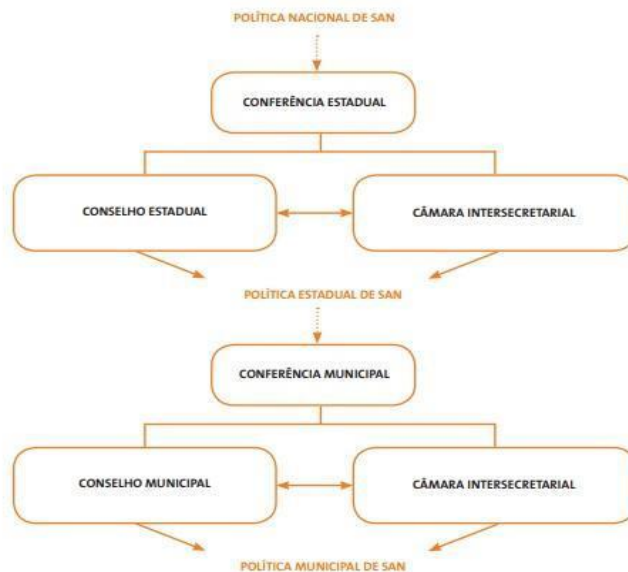 POLÍTICA NACIONAL DE SAN
CONFERÊNCIA ESTADUAL
CONSELHO ESTADUAL
CÂMARA INTERSECRETARIAL
POLÍTICA ESTADUAL DE SAN
CONFERÊNCIA MUNICIPAL
CONSELHO MUNICIPAL
CÂMARA INTERSECRETARIAL
POLÍTICA MUNICIPAL DE SAN